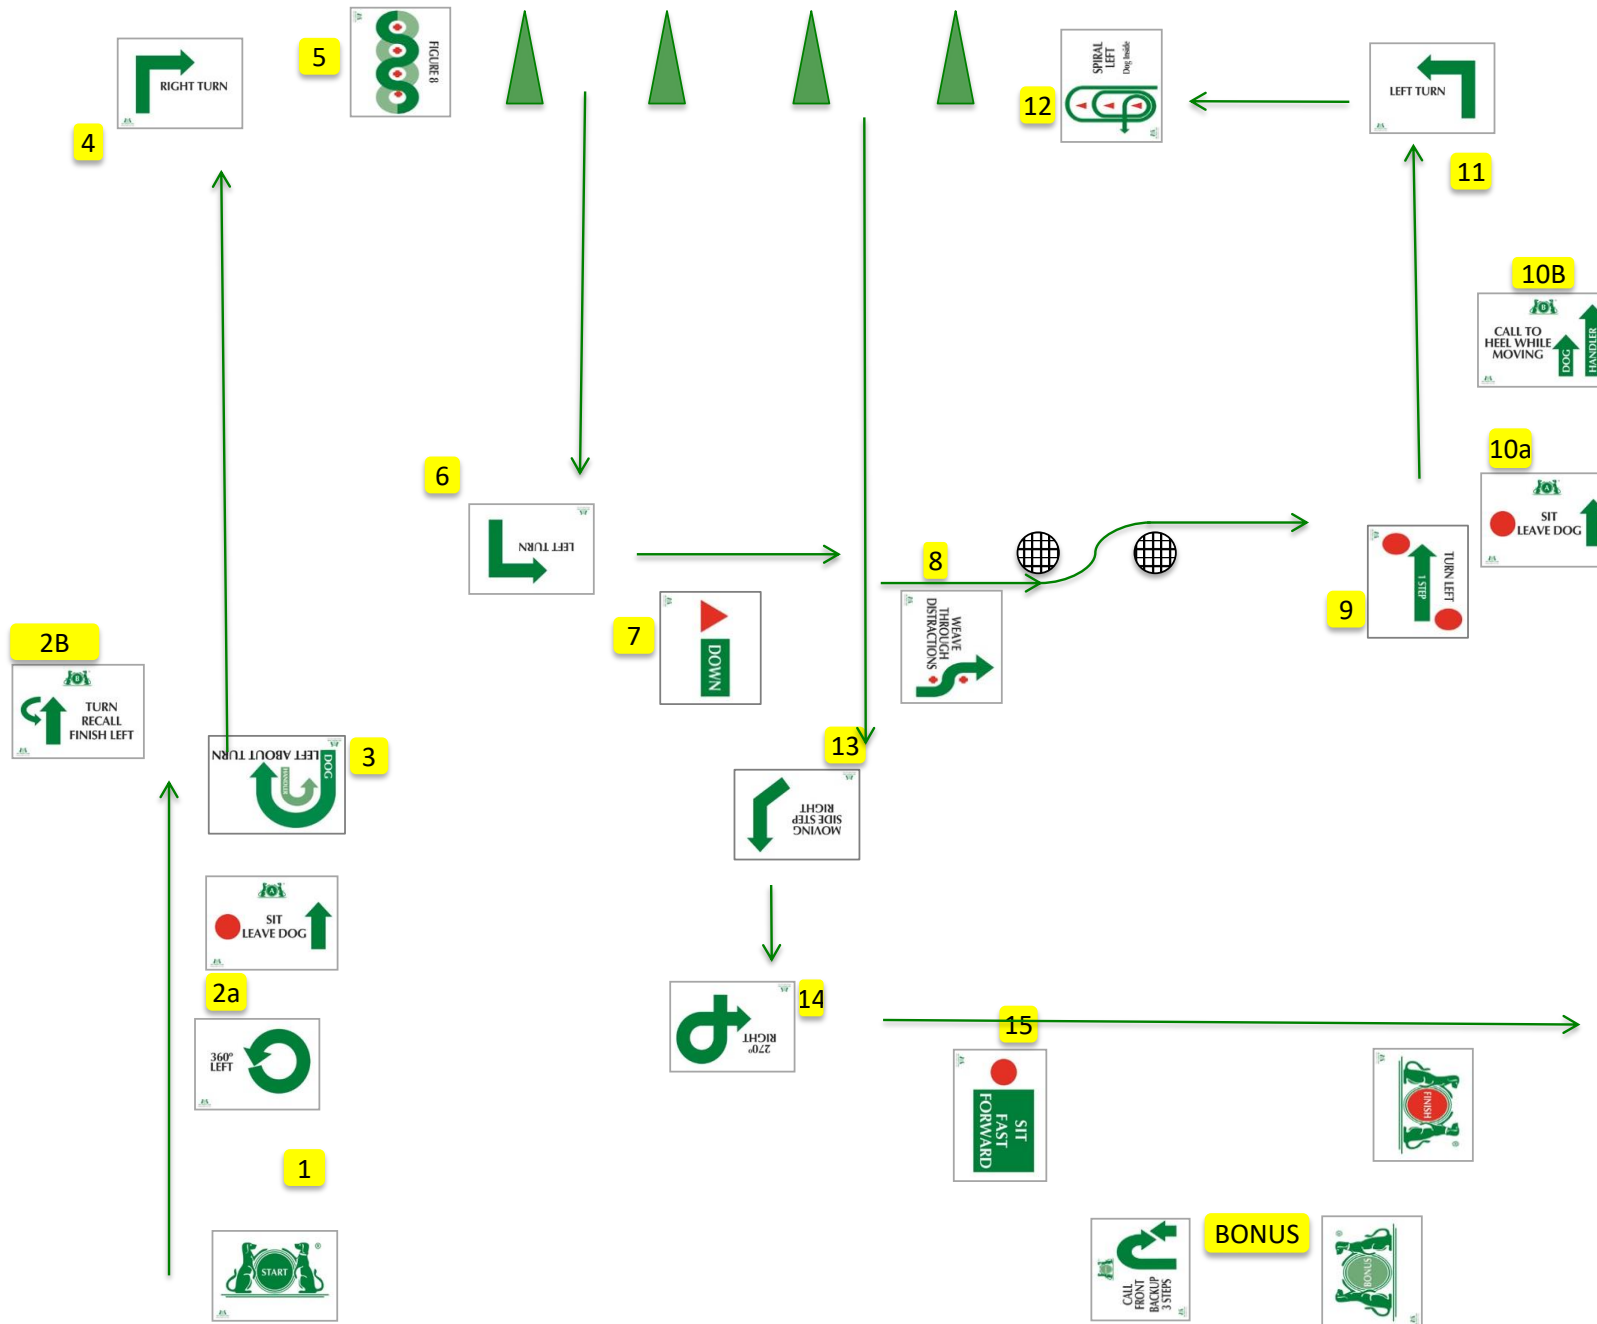 5
FIGURE 8
4
RIGHT TURN
12
SPIRAL
LEFT
Dog Inside
LEFT TURN
11
10B
CALL TO
HEEL WHILE
MOVING
DOG
HANDLER
10a
SIT
LEAVE DOG
6
LEFT TURN
8
WEAVE
THROUGH
DISTRACTIONS
9
TURN LEFT
1 STEP
7
DOWN
2B
TURN
RECALL
FINISH LEFT
3
LEFT ABOUT TURN
DOG
HANDLER
13
MOVING
SIDE STEP
RIGHT
SIT
LEAVE DOG
2a
360º
LEFT
14
270º
RIGHT
15
SIT
FAST
FORWARD
FINISH
1
START
BONUS
CALL
FRONT
BACKUP
3 STEPS
BONUS